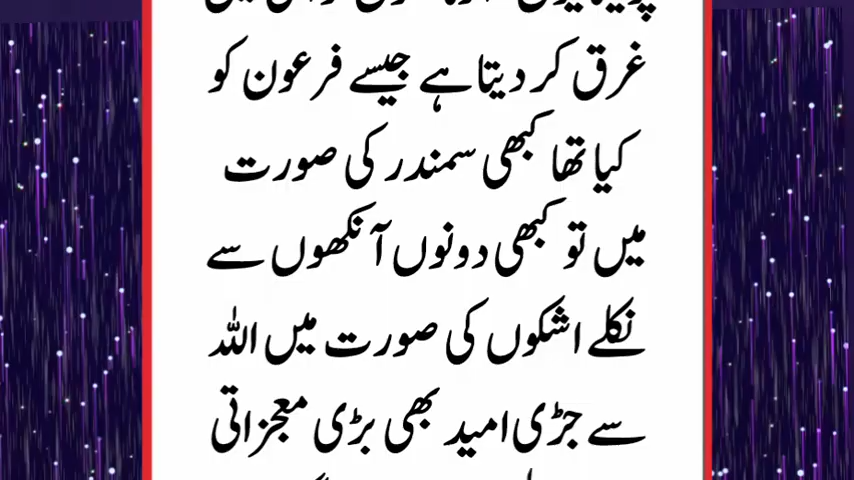 غرق کر دیتا ہے جیسے فرعون کو
کیا تھا کبھی سمندر کی صورت
میں تو کبھی دونوں آنکھوں سے
نکلے اشکوں کی صورت میں اللہ
سے جڑی امید بھی بڑی معجزاتی